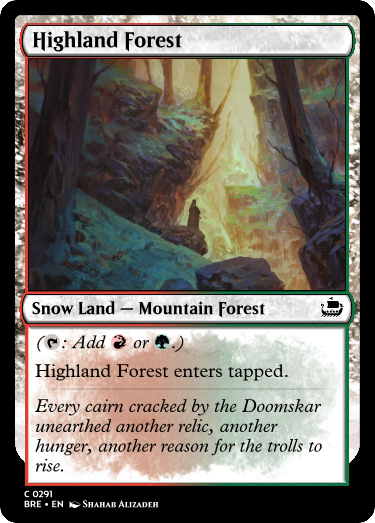 Highland Forest
Snow Land — Mountain Forest
(: Add or .)
Highland Forest enters tapped.
Every cairn cracked by the Doomskar
unearthed another relic, another
hunger, another reason for the trolls to
rise.
C 0291
BRE • EN Shahab Alizadeh